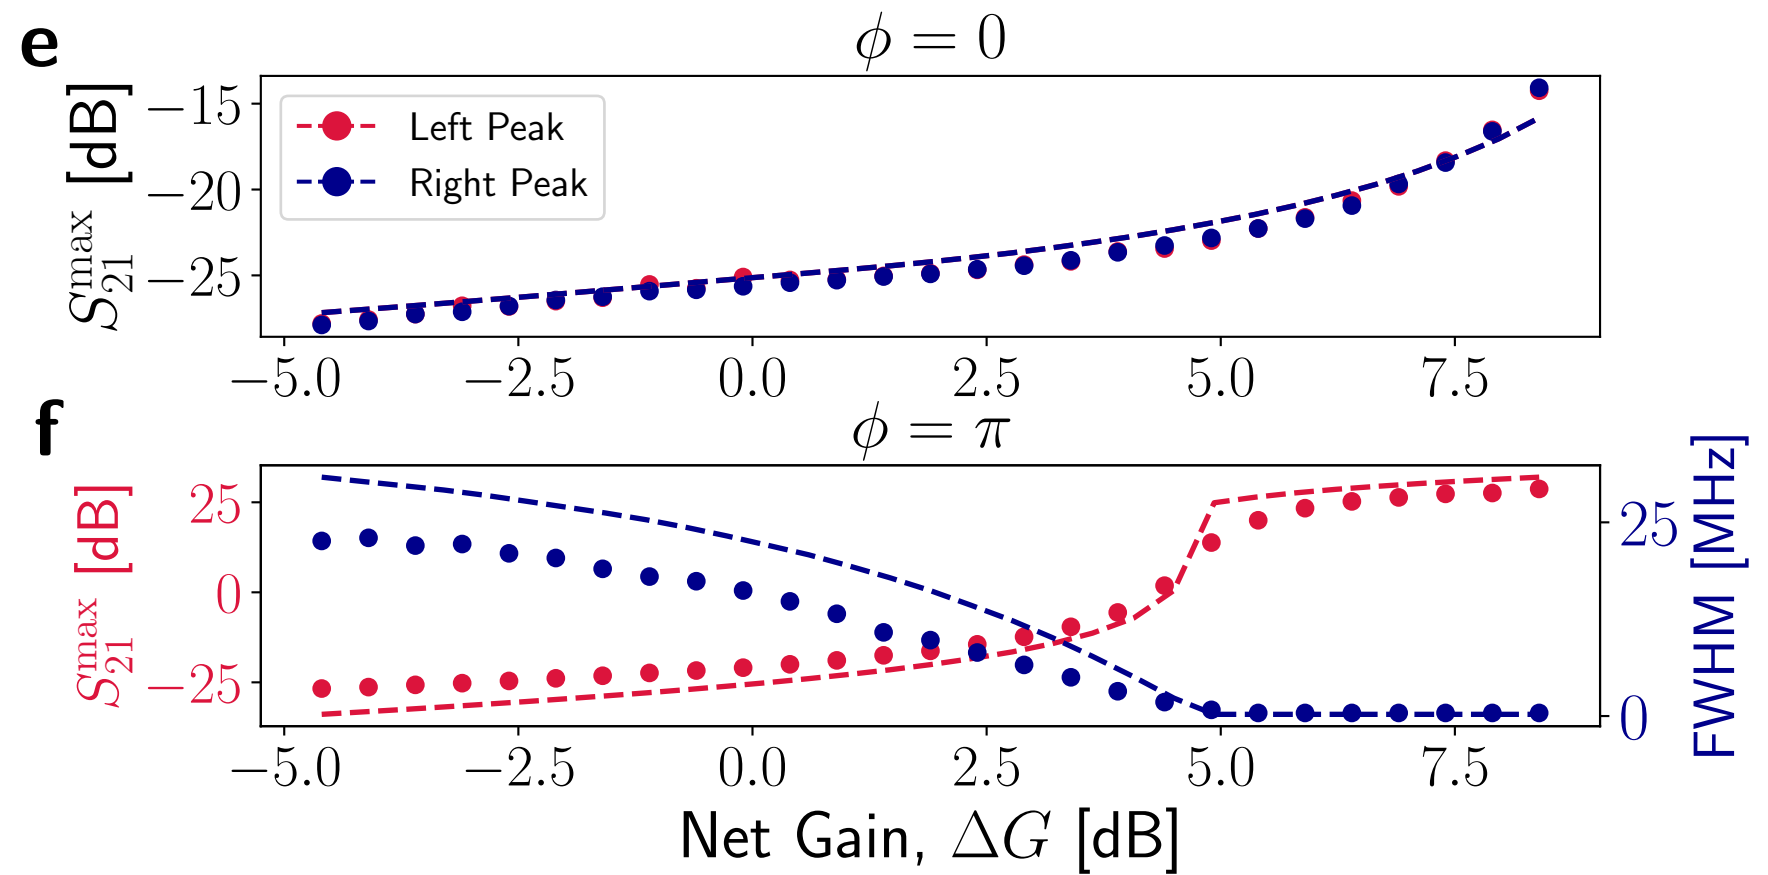 e
ϕ = 0
S₂₁ᵐᵃˣ [dB]
−15
−20
−25
Left Peak
Right Peak
−5.0 −2.5 0.0 2.5 5.0 7.5
f
ϕ = π
S₂₁ᵐᵃˣ [dB]
25
0
−25
25
0
FWHM [MHz]
−5.0 −2.5 0.0 2.5 5.0 7.5
Net Gain, ΔG [dB]